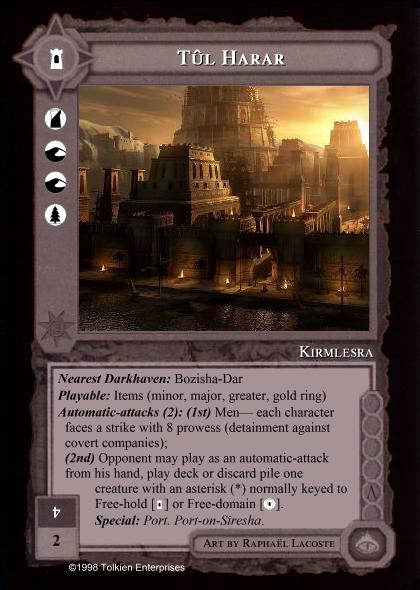 TÛL HARAR
KIRMLESRA
Nearest Darkhaven: Bozisha-Dar
Playable: Items (minor, major, greater, gold ring)
Automatic-attacks (2): (1st) Men— each character
faces a strike with 8 prowess (detainment against
covert companies);
(2nd) Opponent may play as an automatic-attack
from his hand, play deck or discard pile one
creature with an asterisk (*) normally keyed to
Free-hold [ ] or Free-domain [ ].
Special: Port. Port-on-Sîresha.
4
2
ART BY RAPHAËL LACOSTE
©1998 Tolkien Enterprises